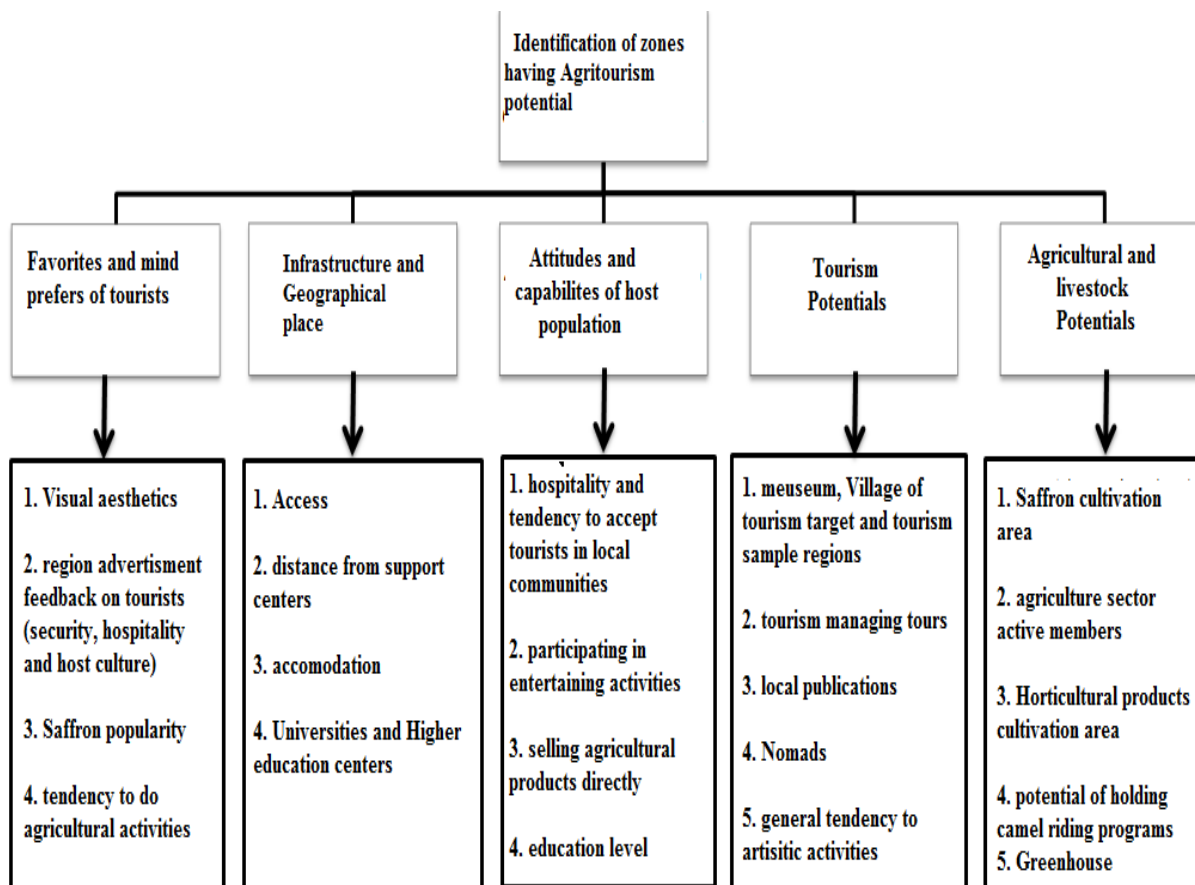 Identification of zones
having Agritourism
potential
Favorites and mind
prefers of tourists
Infrastructure and
Geographical
place
Attitudes and
capabilites of host
population
Tourism
Potentials
Agricultural and
livestock
Potentials
1. Visual aesthetics
2. region advertisment
feedback on tourists
(security, hospitality
and host culture)
3. Saffron popularity
4. tendency to do
agricultural activities
1. Access
2. distance from support
centers
3. accomodation
4. Universities and Higher
education centers
1. hospitality and
tendency to accept
tourists in local
communities
2. participating in
entertaining activities
3. selling agricultural
products directly
4. education level
1. meuseum, Village of
tourism target and tourism
sample regions
2. tourism managing tours
3. local publications
4. Nomads
5. general tendency to
artisitic activities
1. Saffron cultivation
area
2. agriculture sector
active members
3. Horticultural products
cultivation area
4. potential of holding
camel riding programs
5. Greenhouse